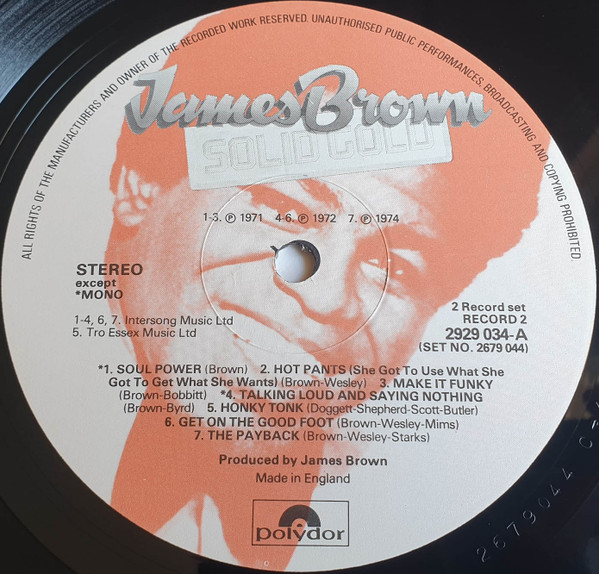 ALL RIGHTS OF THE MANUFACTURERS AND OWNER OF THE RECORDED WORK RESERVED. UNAUTHORISED PUBLIC PERFORMANCES, BROADCASTING AND COPYING PROHIBITED.
James Brown
SOLID GOLD
1-3. ℗ 1971 4-6. ℗ 1972 7. ℗ 1974
STEREO
except
*MONO
1-4, 6, 7. Intersong Music Ltd
5. Tro Essex Music Ltd
2 Record set
RECORD 2
2929 034-A
(SET NO. 2679 044)
*1. SOUL POWER (Brown) 2. HOT PANTS (She Got To Use What She
Got To Get What She Wants) (Brown-Wesley) 3. MAKE IT FUNKY
(Brown-Bobbitt) *4. TALKING LOUD AND SAYING NOTHING
(Brown-Byrd) 5. HONKY TONK (Doggett-Shepherd-Scott-Butler)
6. GET ON THE GOOD FOOT (Brown-Wesley-Mims)
7. THE PAYBACK (Brown-Wesley-Starks)
Produced by James Brown
Made in England
polydor
2679044